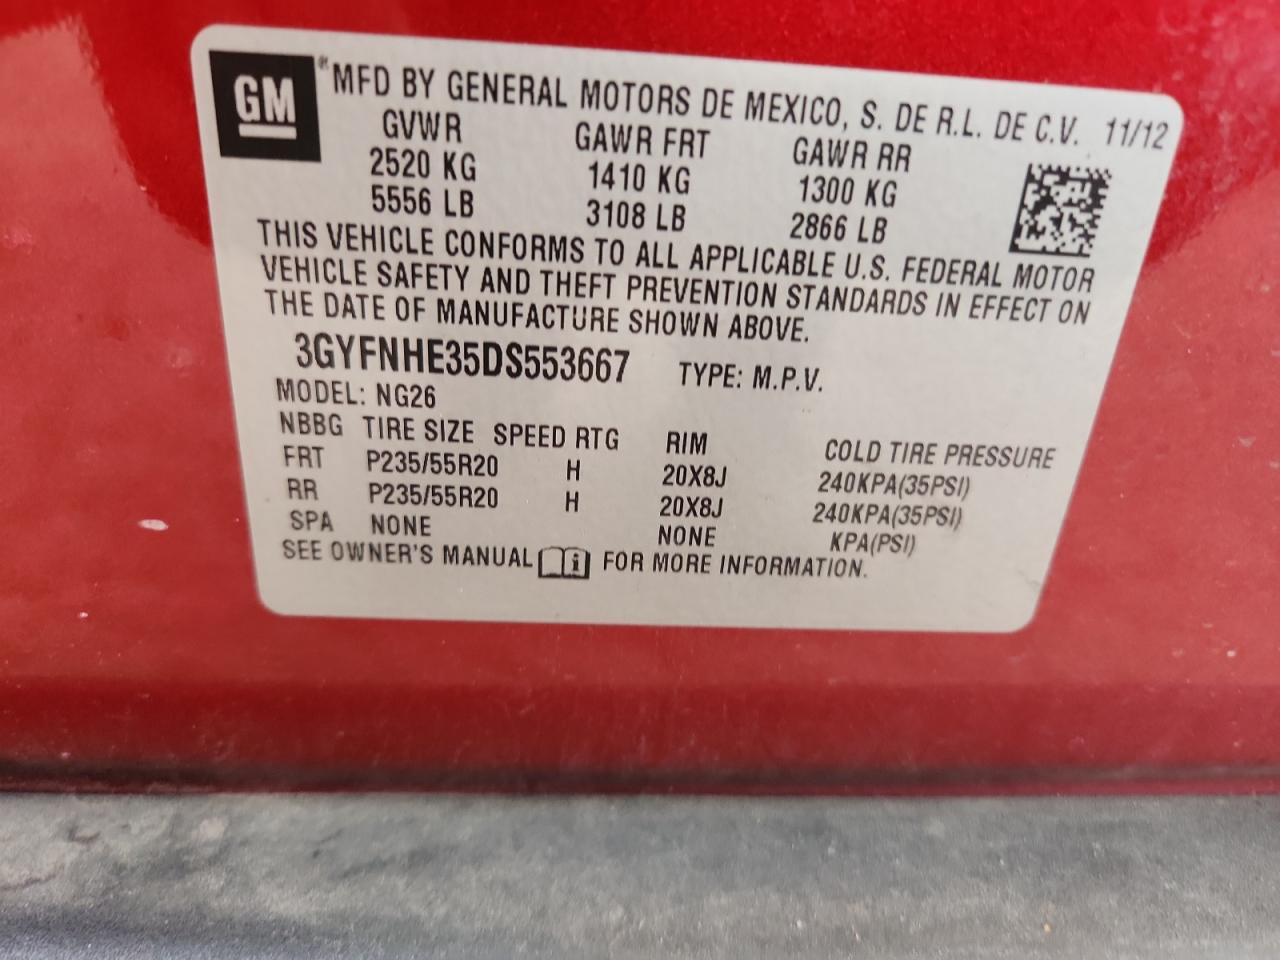 GM ® MFD BY GENERAL MOTORS DE MEXICO, S. DE R.L. DE C.V. 11/12
GVWR GAWR FRT GAWR RR
2520 KG 1410 KG 1300 KG
5556 LB 3108 LB 2866 LB
THIS VEHICLE CONFORMS TO ALL APPLICABLE U.S. FEDERAL MOTOR
VEHICLE SAFETY AND THEFT PREVENTION STANDARDS IN EFFECT ON
THE DATE OF MANUFACTURE SHOWN ABOVE.
3GYFNHE35DS553667 TYPE: M.P.V.
MODEL: NG26
NBBG TIRE SIZE SPEED RTG RIM COLD TIRE PRESSURE
FRT P235/55R20 H 20X8J 240KPA(35PSI)
RR P235/55R20 H 20X8J 240KPA(35PSI)
SPA NONE NONE KPA(PSI)
SEE OWNER'S MANUAL i FOR MORE INFORMATION.